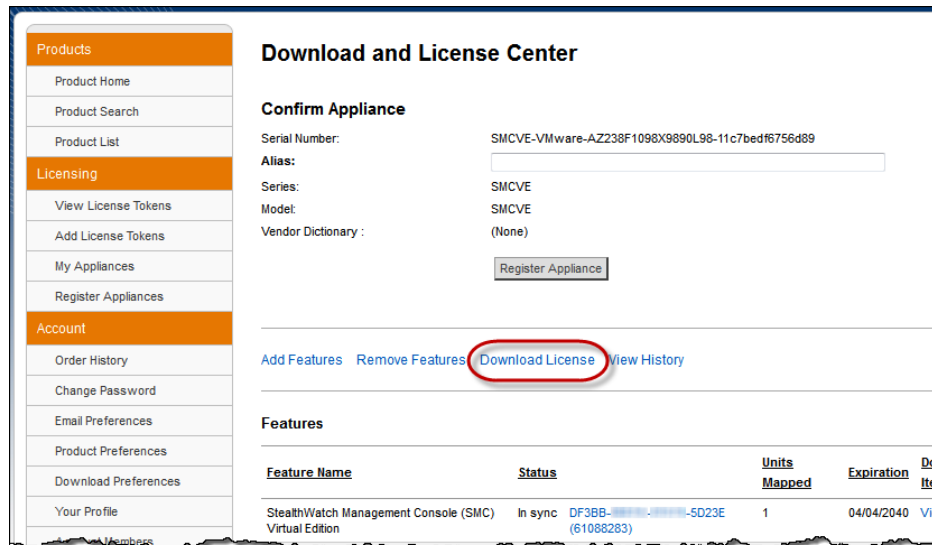 Products
Product Home
Product Search
Product List
Licensing
View License Tokens
Add License Tokens
My Appliances
Register Appliances
Account
Order History
Change Password
Email Preferences
Product Preferences
Download Preferences
Your Profile
Members
Download and License Center
Confirm Appliance
Serial Number: SMCVE-VMware-AZ238F1098X9890L98-11c7bedf6756d89
Alias:
Series: SMCVE
Model: SMCVE
Vendor Dictionary : (None)
Register Appliance
Add Features Remove Features Download License View History
Features
Feature Name Status Units Mapped Expiration
StealthWatch Management Console (SMC) Virtual Edition In sync DF3BB- -5D23E (61088283) 1 04/04/2040